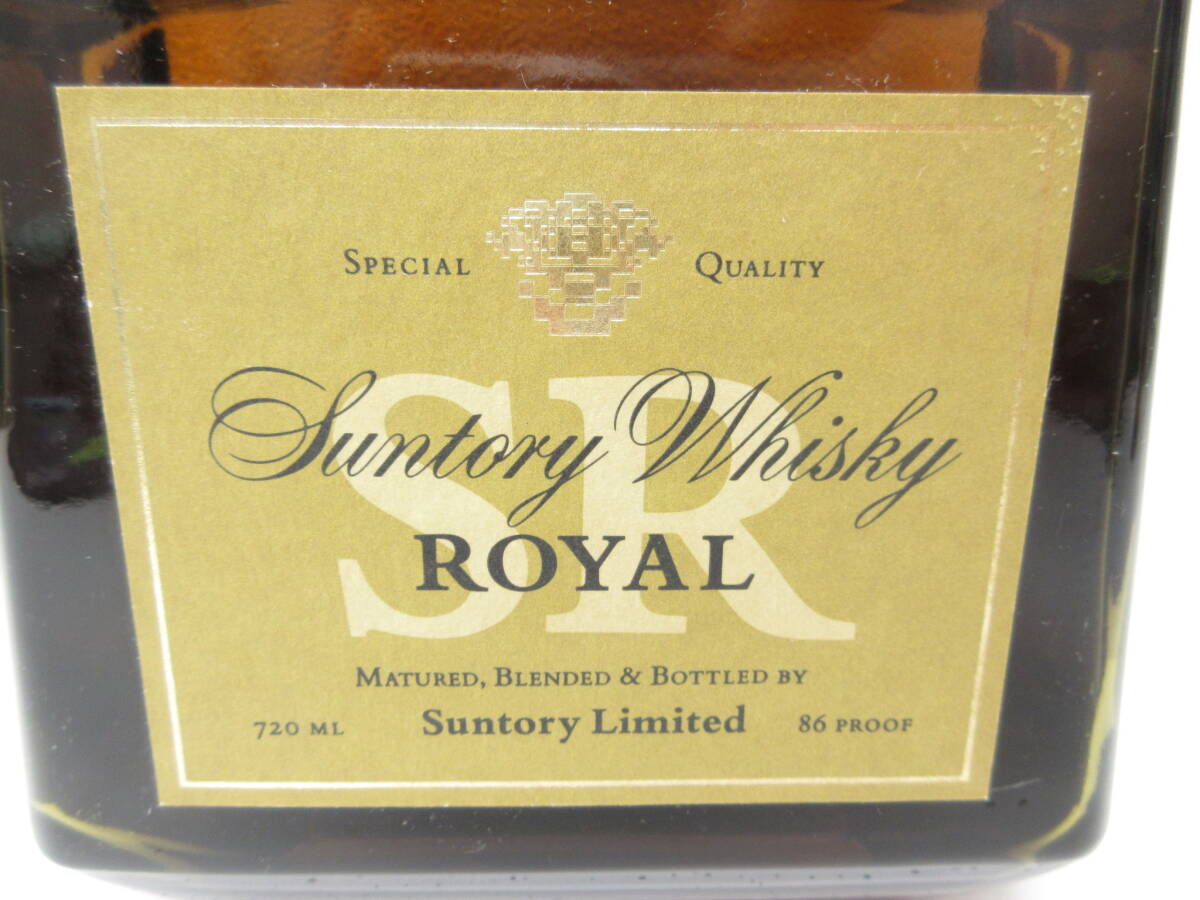 SPECIAL QUALITY
SR
Suntory Whisky
ROYAL
MATURED, BLENDED & BOTTLED BY
720 ML Suntory Limited 86 PROOF